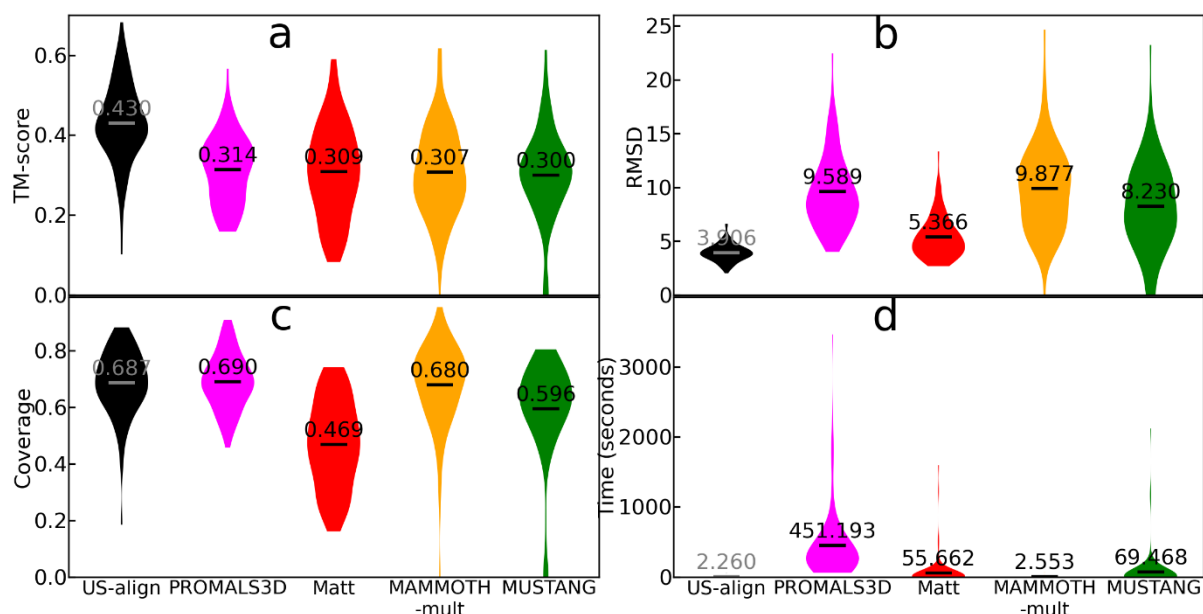 a
TM-score
0.6
0.4
0.2
0.0
0.430
0.314
0.309
0.307
0.300
b
RMSD
25
20
15
10
5
0
3.906
9.589
5.366
9.877
8.230
c
Coverage
0.8
0.6
0.4
0.2
0.0
0.687
0.690
0.469
0.680
0.596
US-align
PROMALS3D
Matt
MAMMOTH
-mult
MUSTANG
d
Time (seconds)
3000
2000
1000
0
2.260
451.193
55.662
2.553
69.468
US-align
PROMALS3D
Matt
MAMMOTH
-mult
MUSTANG